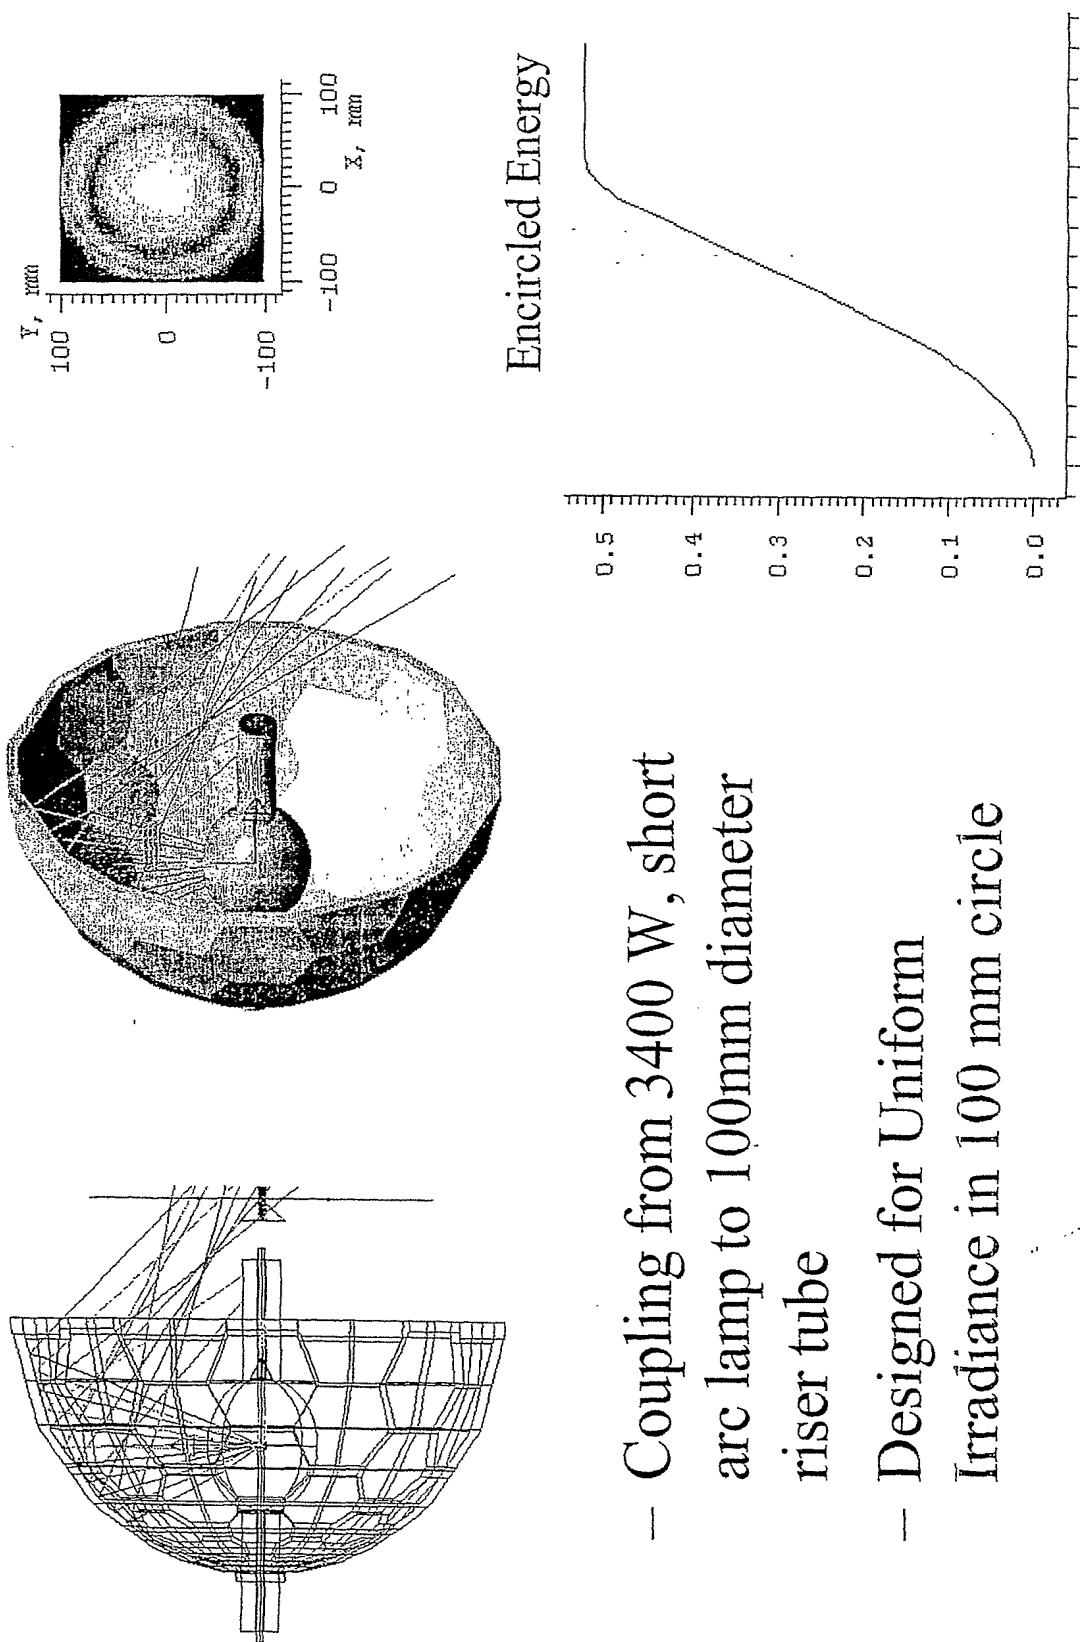 Y, mm
100
0
-100
-100 0 100
X, mm
Encircled Energy
0.5
0.4
0.3
0.2
0.1
0.0
– Coupling from 3400 W, short
arc lamp to 100mm diameter
riser tube
– Designed for Uniform
Irradiance in 100 mm circle